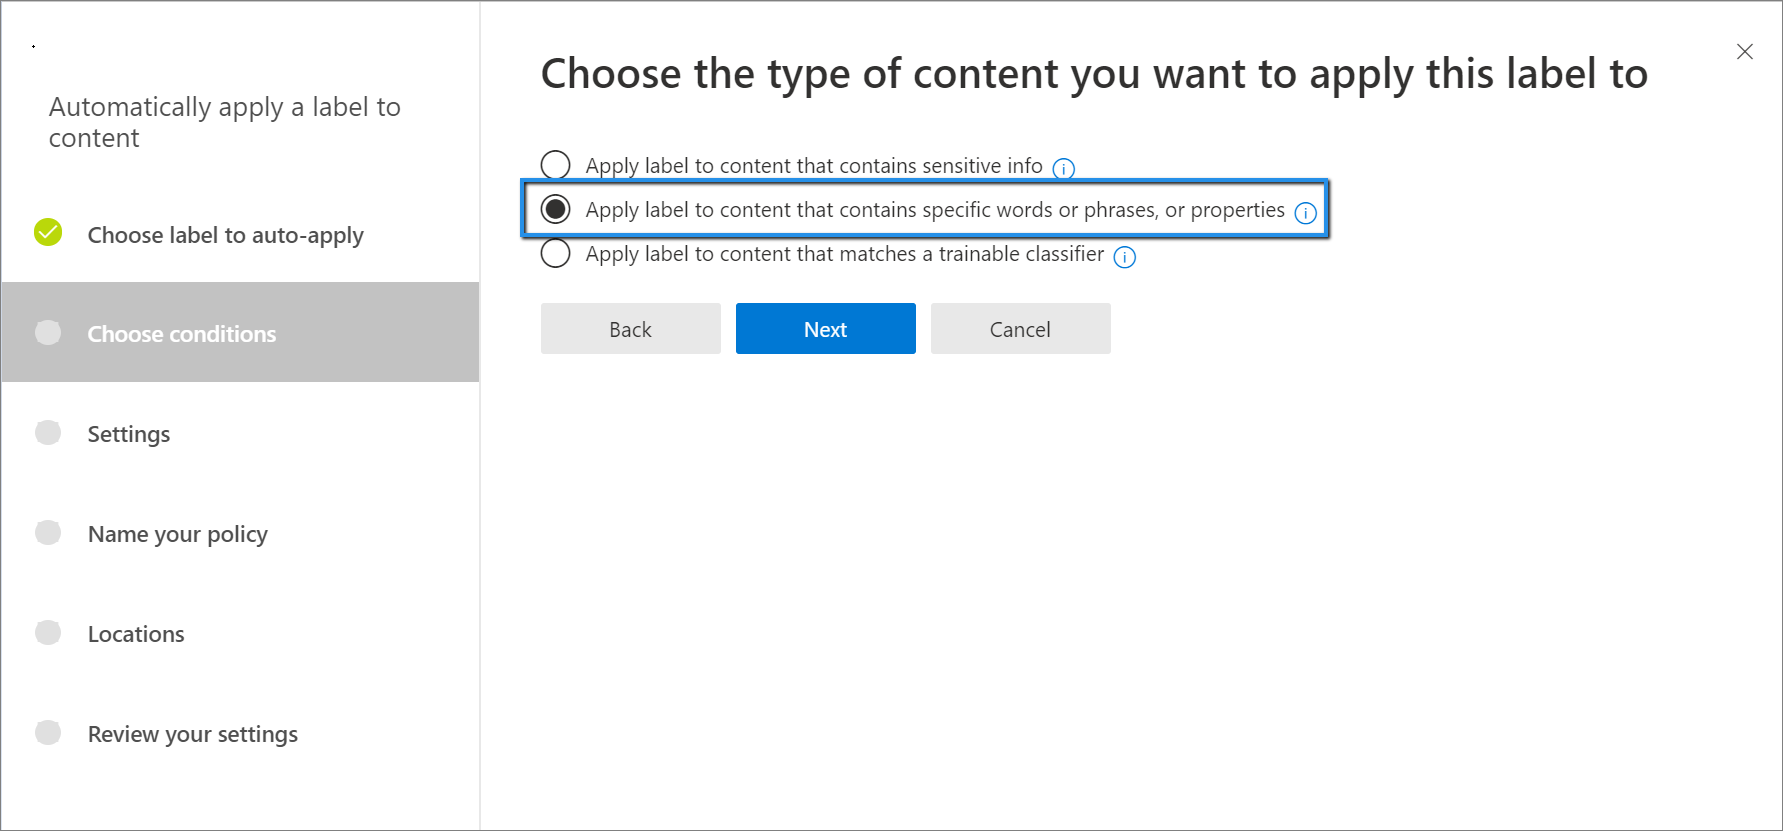 Automatically apply a label to
content
Choose label to auto-apply
Choose conditions
Settings
Name your policy
Locations
Review your settings
Choose the type of content you want to apply this label to
Apply label to content that contains sensitive info
Apply label to content that contains specific words or phrases, or properties
Apply label to content that matches a trainable classifier
Back
Next
Cancel